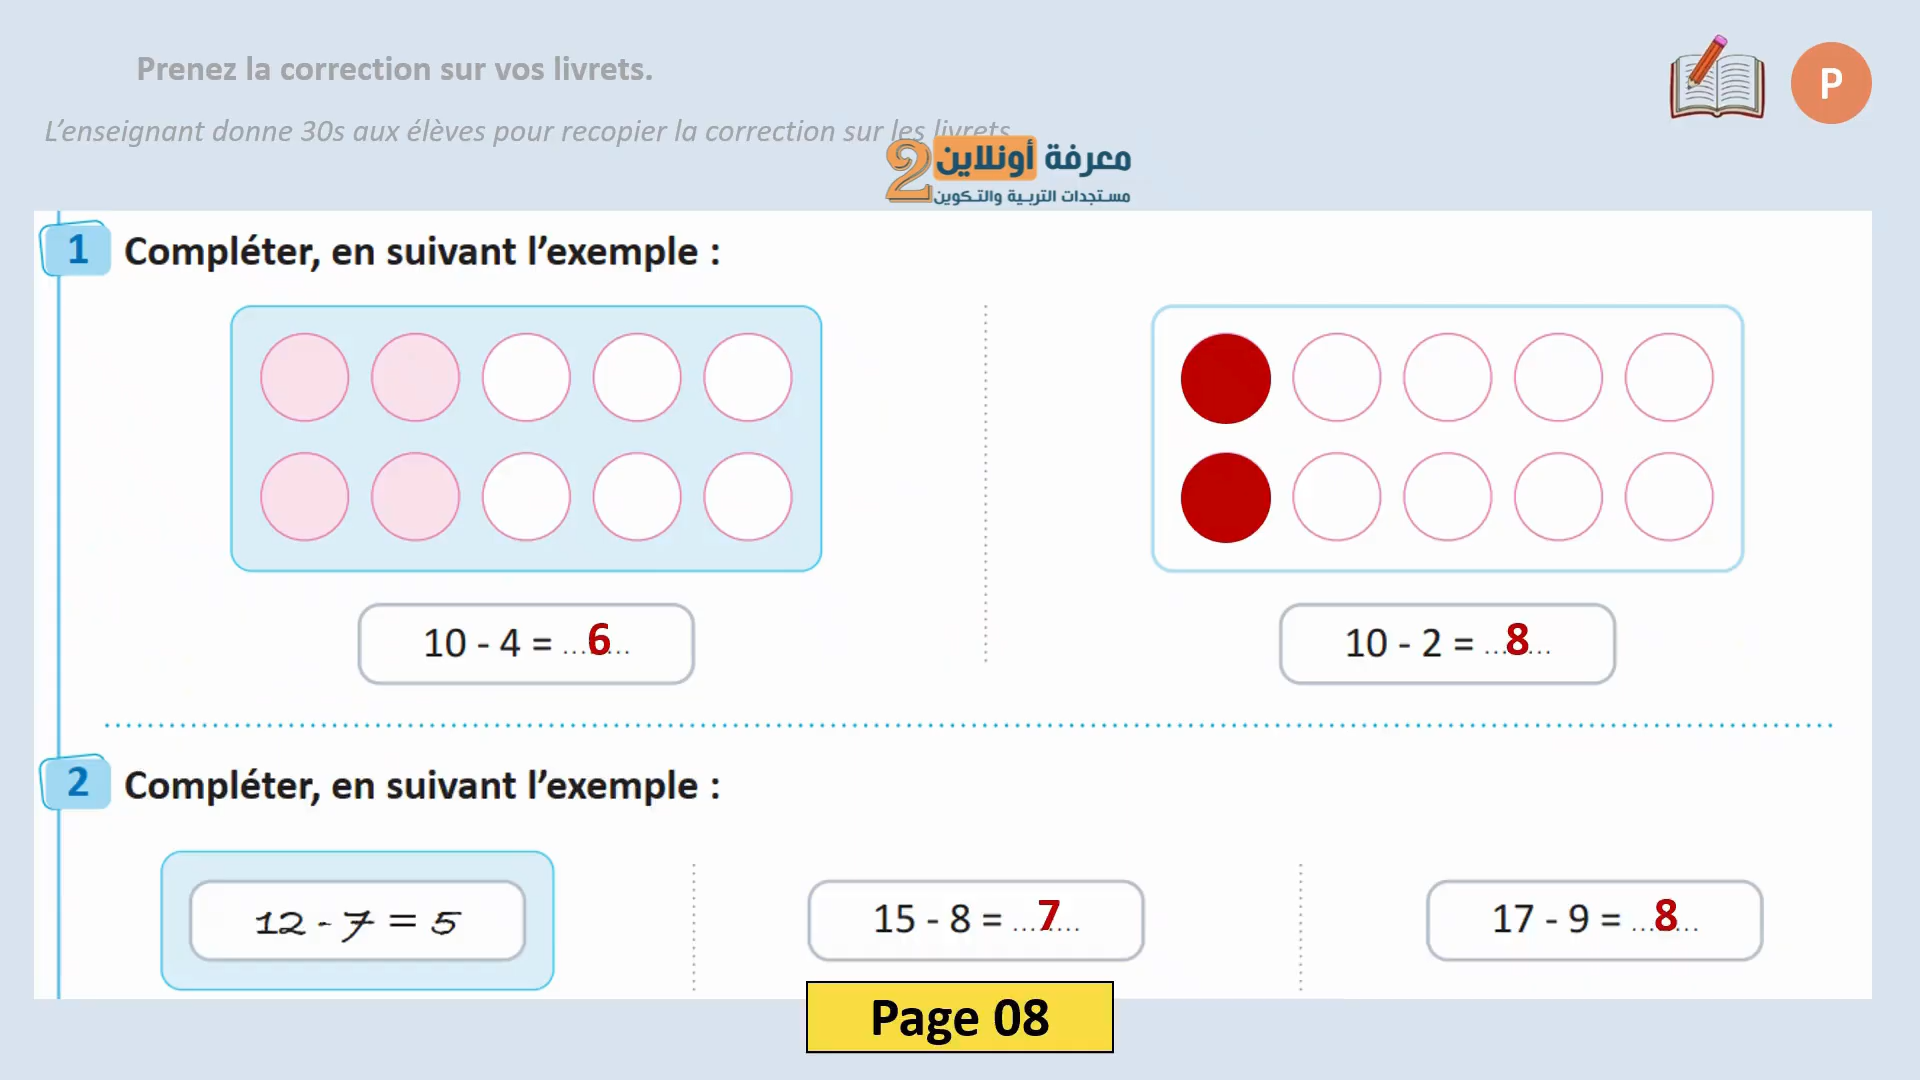 Prenez la correction sur vos livrets.
P
L’enseignant donne 30s aux élèves pour recopier la correction sur les livrets
2 معرفة أونلاين
مستجدات التربية والتكوين
1 Compléter, en suivant l’exemple :
10 - 4 = ........ 6
10 - 2 = ........ 8
2 Compléter, en suivant l’exemple :
12 - 7 = 5
15 - 8 = ........ 7
17 - 9 = ........ 8
Page 08